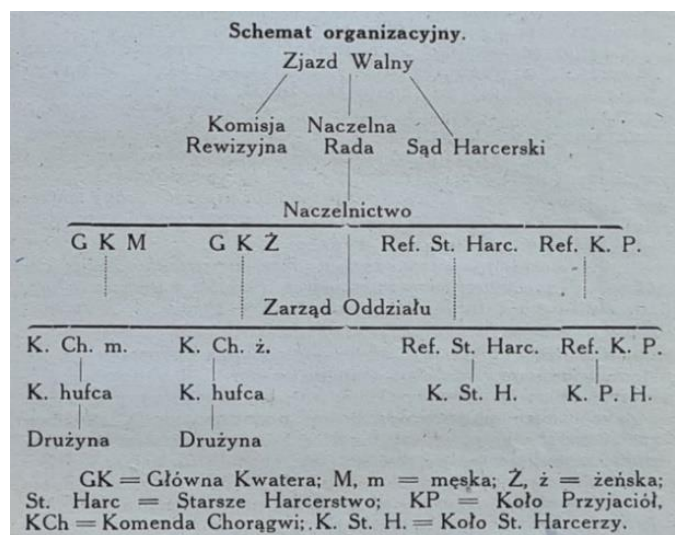 Schemat organizacyjny.
Zjazd Walny
Komisja Naczelna
Rewizyjna Rada Sąd Harcerski
Naczelnictwo
G K M G K Ż Ref. St. Harc. Ref. K. P.
Zarząd Oddziału
K. Ch. m. K. Ch. ż. Ref. St. Harc. Ref. K. P.
K. hufca K. hufca K. St. H. K. P. H.
Drużyna Drużyna
GK = Główna Kwatera; M, m = męska; Ż, ż = żeńska;
St. Harc = Starsze Harcerstwo; KP = Koło Przyjaciół,
KCh = Komenda Chorągwi; K. St. H. = Koło St. Harcerzy.